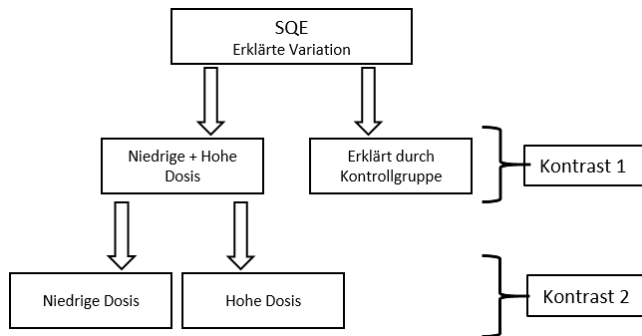 SQE
Erklärte Variation
Niedrige + Hohe
Dosis
Erklärt durch
Kontrollgruppe
Kontrast 1
Niedrige Dosis
Hohe Dosis
Kontrast 2